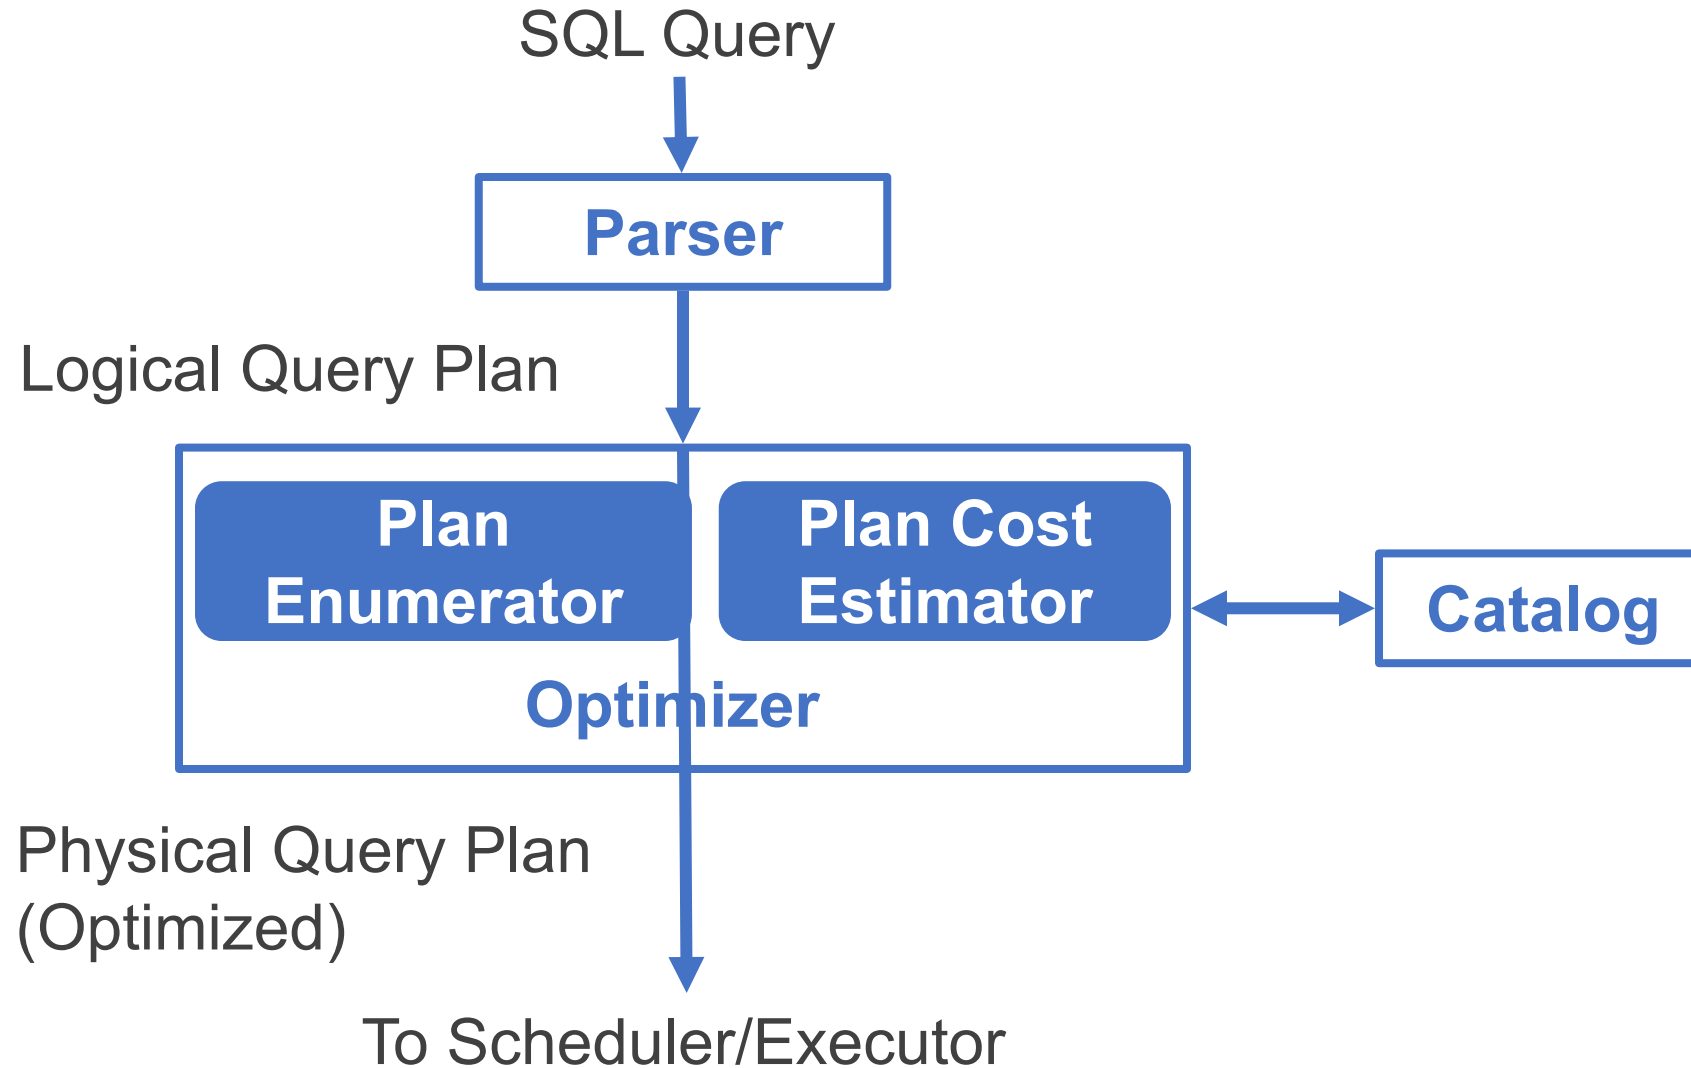 SQL Query
Parser
Logical Query Plan
Plan
Enumerator
Plan Cost
Estimator
Catalog
Optimizer
Physical Query Plan
(Optimized)
To Scheduler/Executor